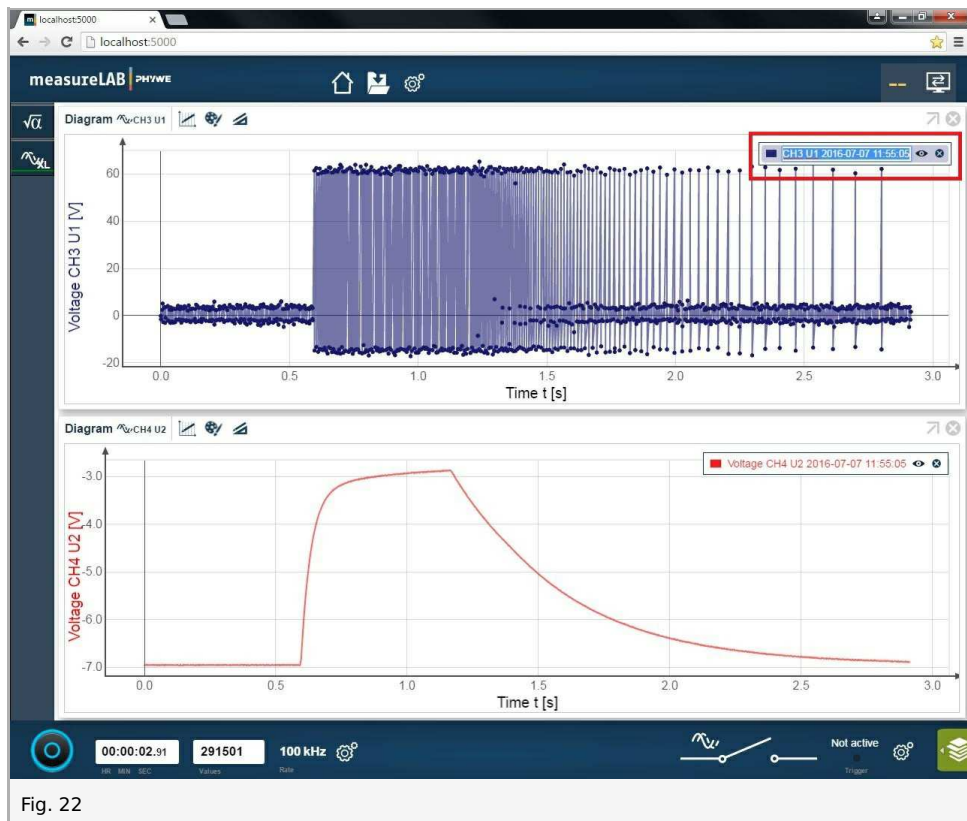 localhost:5000
localhost:5000
measureLAB PHYWE
--
√α
Diagram CH3 U1
CH3 U1 2016-07-07 11:55:05
Voltage CH3 U1 [V]
60
40
20
0
-20
0.0 0.5 1.0 1.5 2.0 2.5 3.0
Time t [s]
Diagram CH4 U2
Voltage CH4 U2 2016-07-07 11:55:05
Voltage CH4 U2 [V]
-3.0
-4.0
-5.0
-6.0
-7.0
0.0 0.5 1.0 1.5 2.0 2.5 3.0
Time t [s]
00:00:02.91 291501 100 kHz Not active
HR MIN SEC Values Rate Trigger
Fig. 22